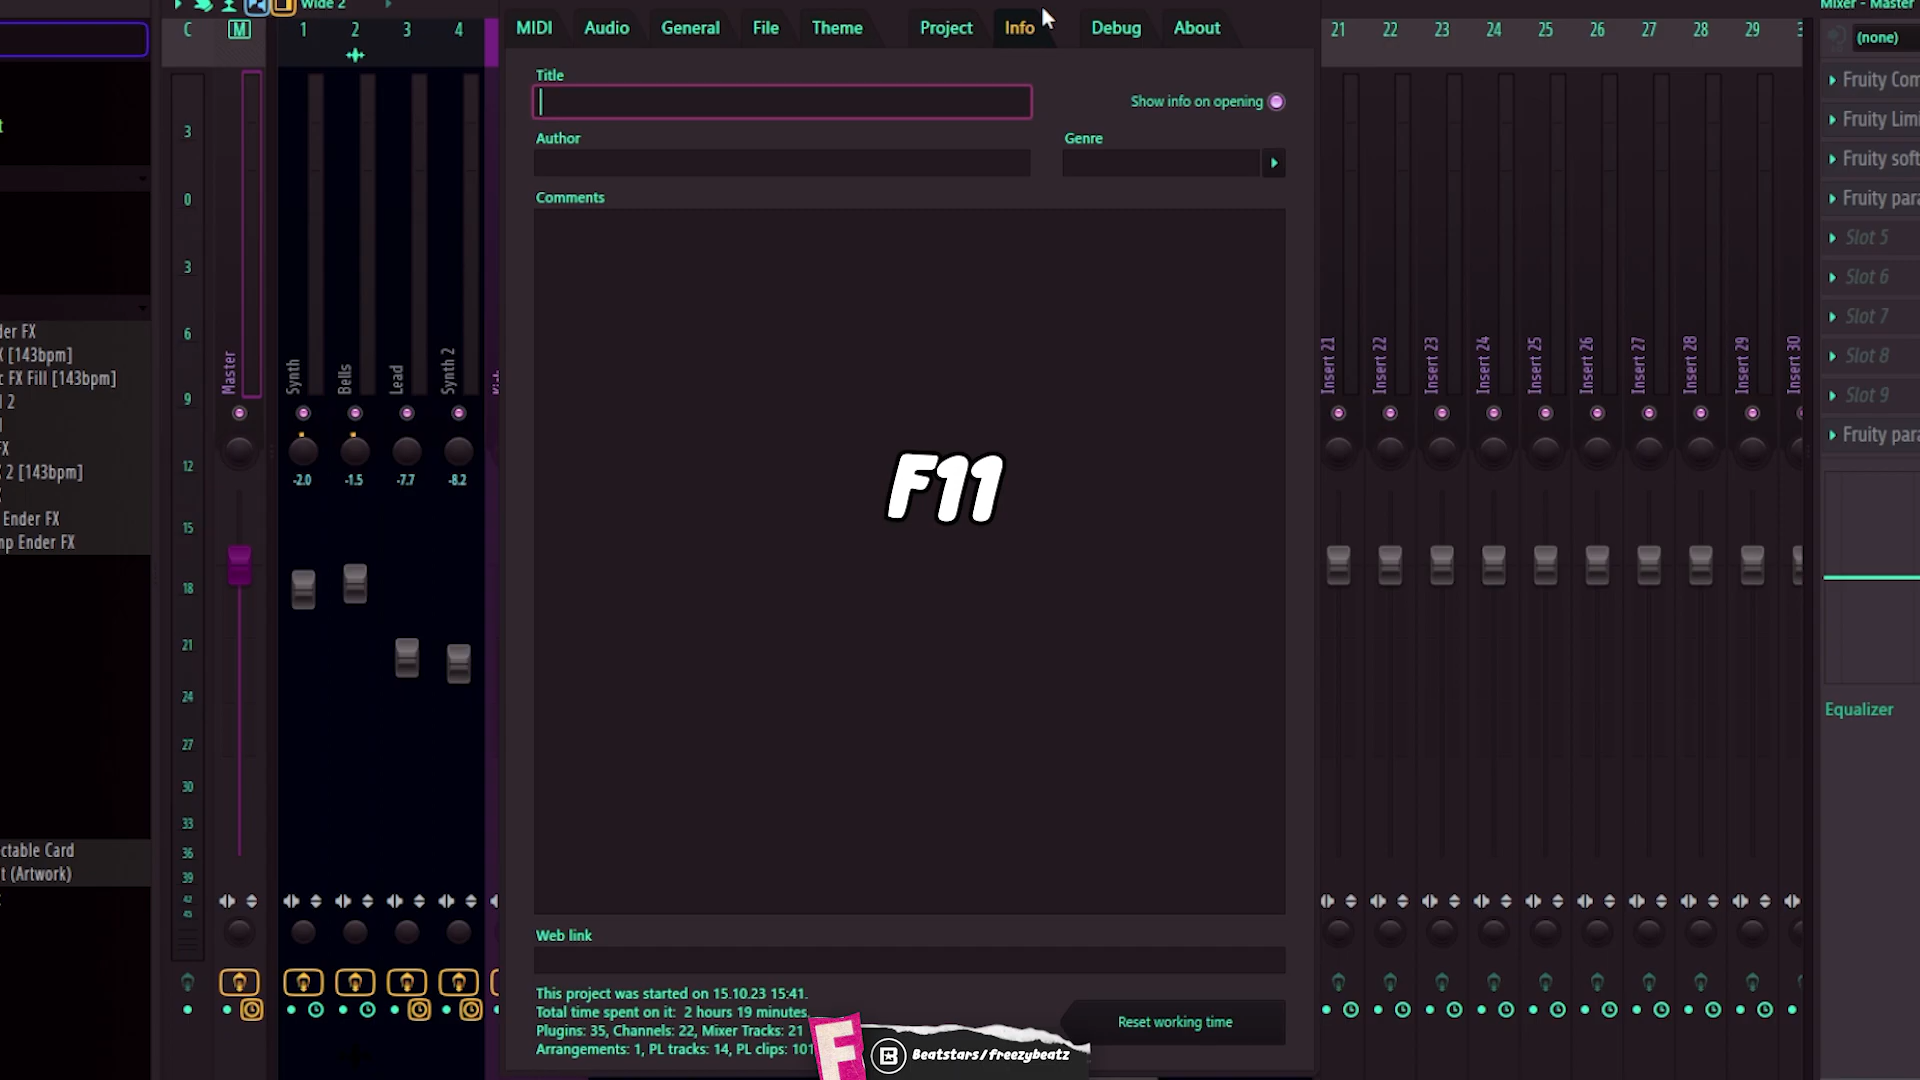 Wide 2
Mixer - Master
MIDI Audio General File Theme Project Info Debug About
C M 1 2 3 4
21 22 23 24 25 26 27 28 29
(none)
Title
Show info on opening
Author
Genre
Comments
Fruity Com
Fruity Limi
Fruity soft
Fruity para
Slot 5
Slot 6
Slot 7
Slot 8
Slot 9
Fruity para
3
0
3
6
9
12
15
18
21
24
27
30
33
36
39
42
45
der FX
X [143bpm]
c FX Fill [143bpm]
l 2
FX
X 2 [143bpm]
Ender FX
mp Ender FX
Master
Synth
Bells
Lead
Synth 2
-2.0 -1.5 -7.7 -8.2
Insert 21
Insert 22
Insert 23
Insert 24
Insert 25
Insert 26
Insert 27
Insert 28
Insert 29
Insert 30
F11
Equalizer
ctable Card
t (Artwork)
Web link
This project was started on 15.10.23 15:41.
Total time spent on it: 2 hours 19 minutes.
Plugins: 35, Channels: 22, Mixer Tracks: 21
Arrangements: 1, PL tracks: 14, PL clips: 101
Reset working time
F
Beatstars/freezybeatz